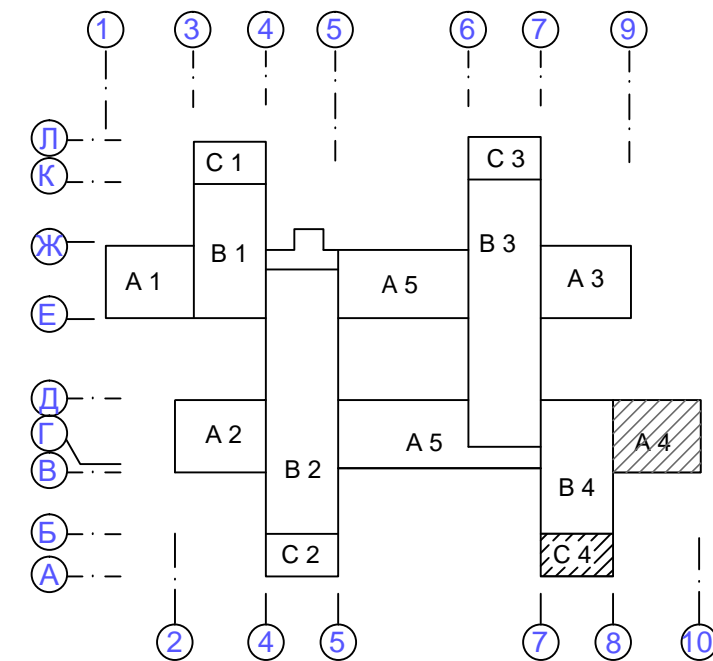 1 3 4 5 6 7 9
Л
К
С 1 С 3
Ж
В 1 В 3
А 1 А 5 А 3
Е
Д
Г
А 2 А 5 А 4
В
В 2 В 4
Б
С 2 С 4
А
2 4 5 7 8 10